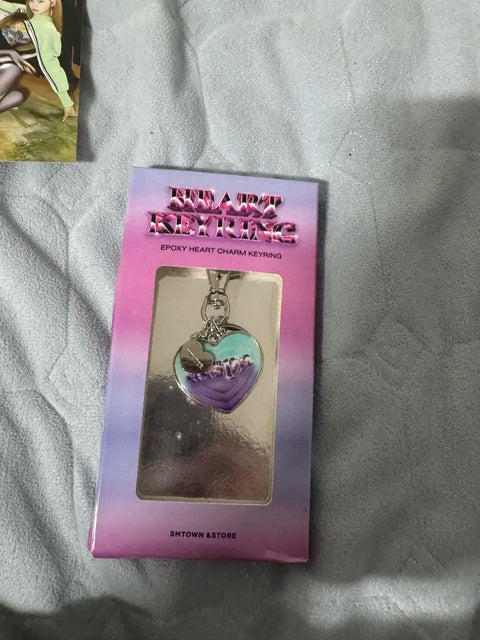 HEART
KEYRING
EPOXY HEART CHARM KEYRING
SMTOWN &STORE